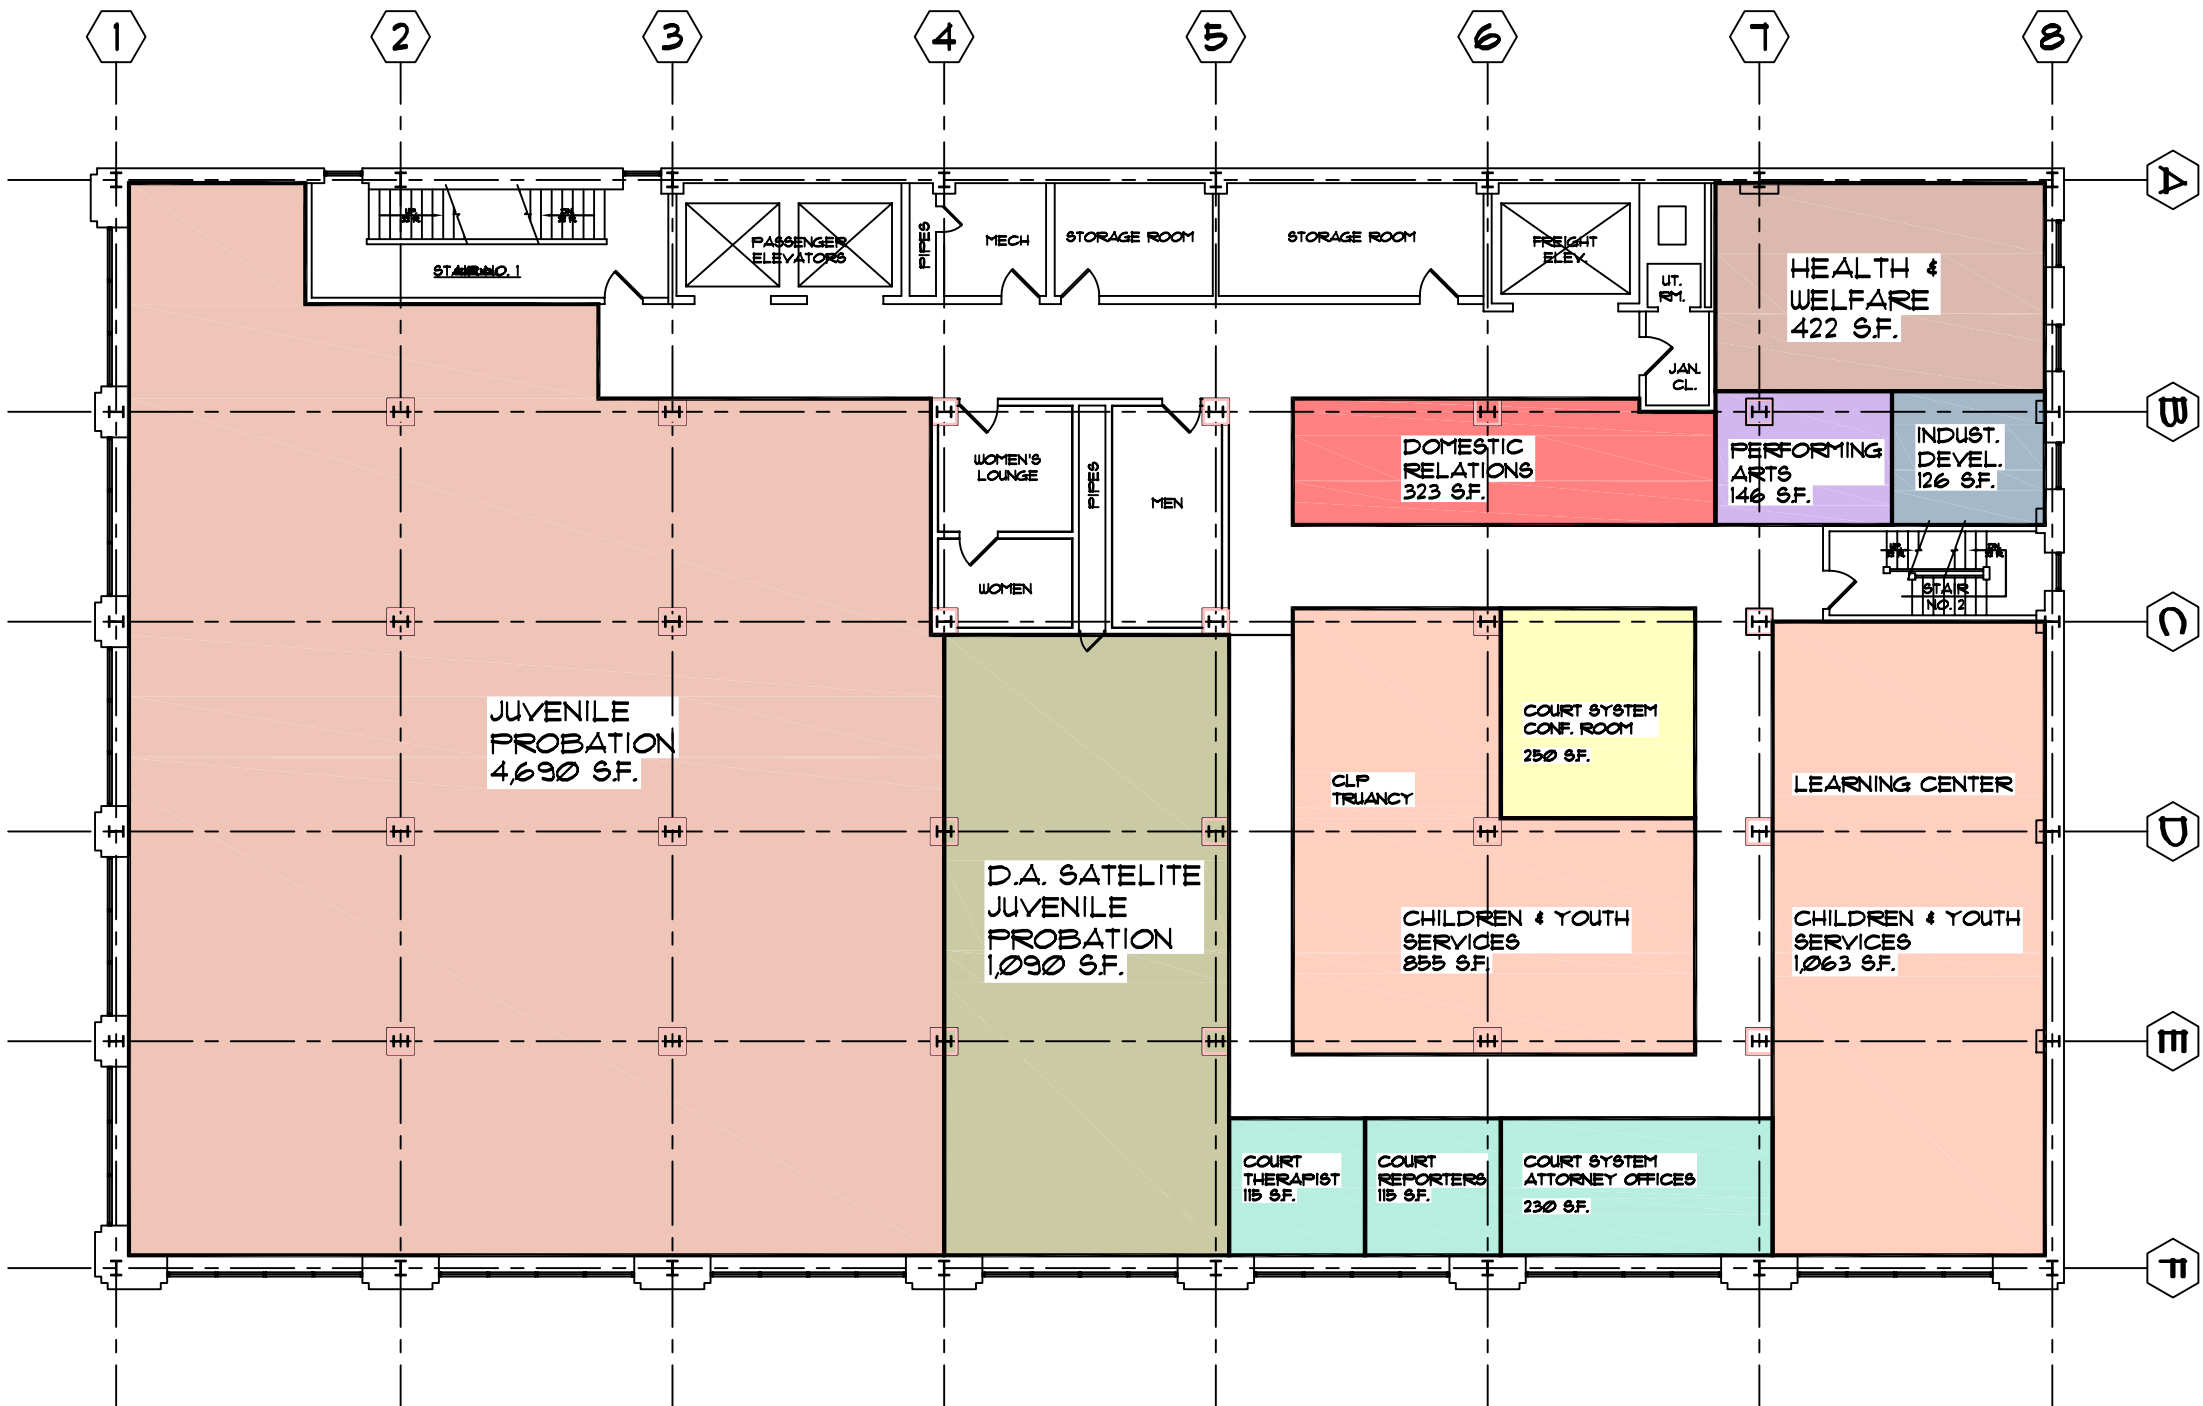 1
2
3
4
5
6
7
8
A
B
C
D
E
F
STAIR NO. 1
PASSENGER
ELEVATORS
PIPES
MECH
STORAGE ROOM
STORAGE ROOM
FREIGHT
ELEV.
UT.
RM.
JAN.
CL.
HEALTH &
WELFARE
422 S.F.
WOMEN'S
LOUNGE
PIPES
MEN
WOMEN
DOMESTIC
RELATIONS
323 S.F.
PERFORMING
ARTS
146 S.F.
INDUST.
DEVEL.
126 S.F.
STAIR
NO. 2
JUVENILE
PROBATION
4,690 S.F.
D.A. SATELITE
JUVENILE
PROBATION
1,090 S.F.
CLP
TRUANCY
COURT SYSTEM
CONF. ROOM
250 S.F.
CHILDREN & YOUTH
SERVICES
855 S.F.
LEARNING CENTER
CHILDREN & YOUTH
SERVICES
1,063 S.F.
COURT
THERAPIST
115 S.F.
COURT
REPORTERS
115 S.F.
COURT SYSTEM
ATTORNEY OFFICES
230 S.F.